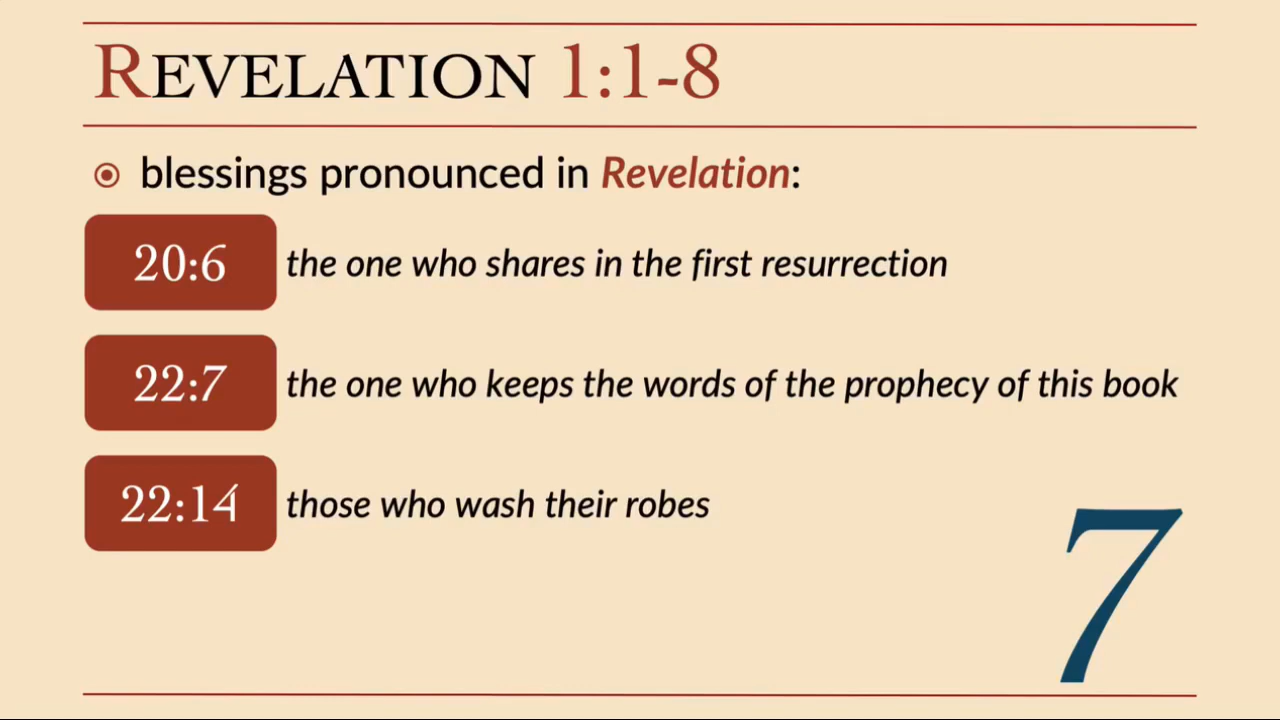 REVELATION 1:1-8
blessings pronounced in Revelation:
20:6 the one who shares in the first resurrection
22:7 the one who keeps the words of the prophecy of this book
22:14 those who wash their robes
7